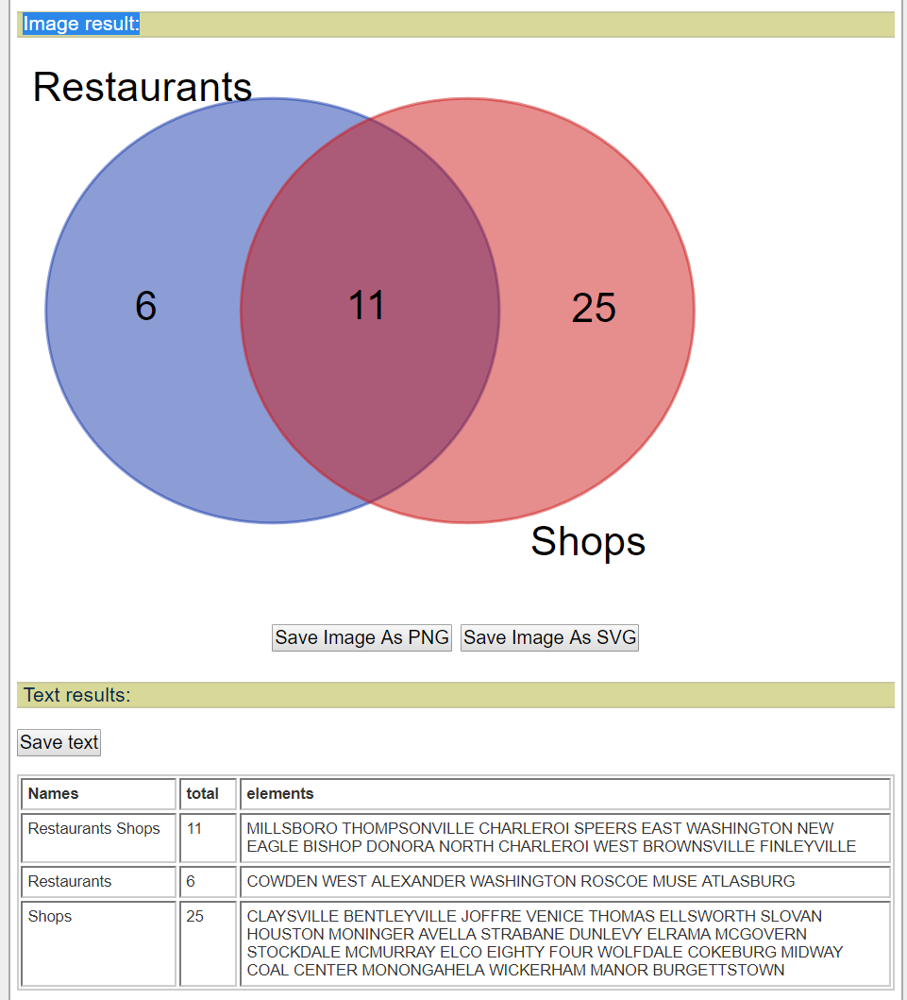 Image result:
Restaurants
6 11 25
Shops
Save Image As PNG Save Image As SVG
Text results:
Save text
Names total elements
Restaurants Shops 11 MILLSBORO THOMPSONVILLE CHARLEROI SPEERS EAST WASHINGTON NEW
EAGLE BISHOP DONORA NORTH CHARLEROI WEST BROWNSVILLE FINLEYVILLE
Restaurants 6 COWDEN WEST ALEXANDER WASHINGTON ROSCOE MUSE ATLASBURG
Shops 25 CLAYSVILLE BENTLEYVILLE JOFFRE VENICE THOMAS ELLSWORTH SLOVAN
HOUSTON MONINGER AVELLA STRABANE DUNLEVY ELRAMA MCGOVERN
STOCKDALE MCMURRAY ELCO EIGHTY FOUR WOLFDALE COKEBURG MIDWAY
COAL CENTER MONONGAHELA WICKERHAM MANOR BURGETTSTOWN